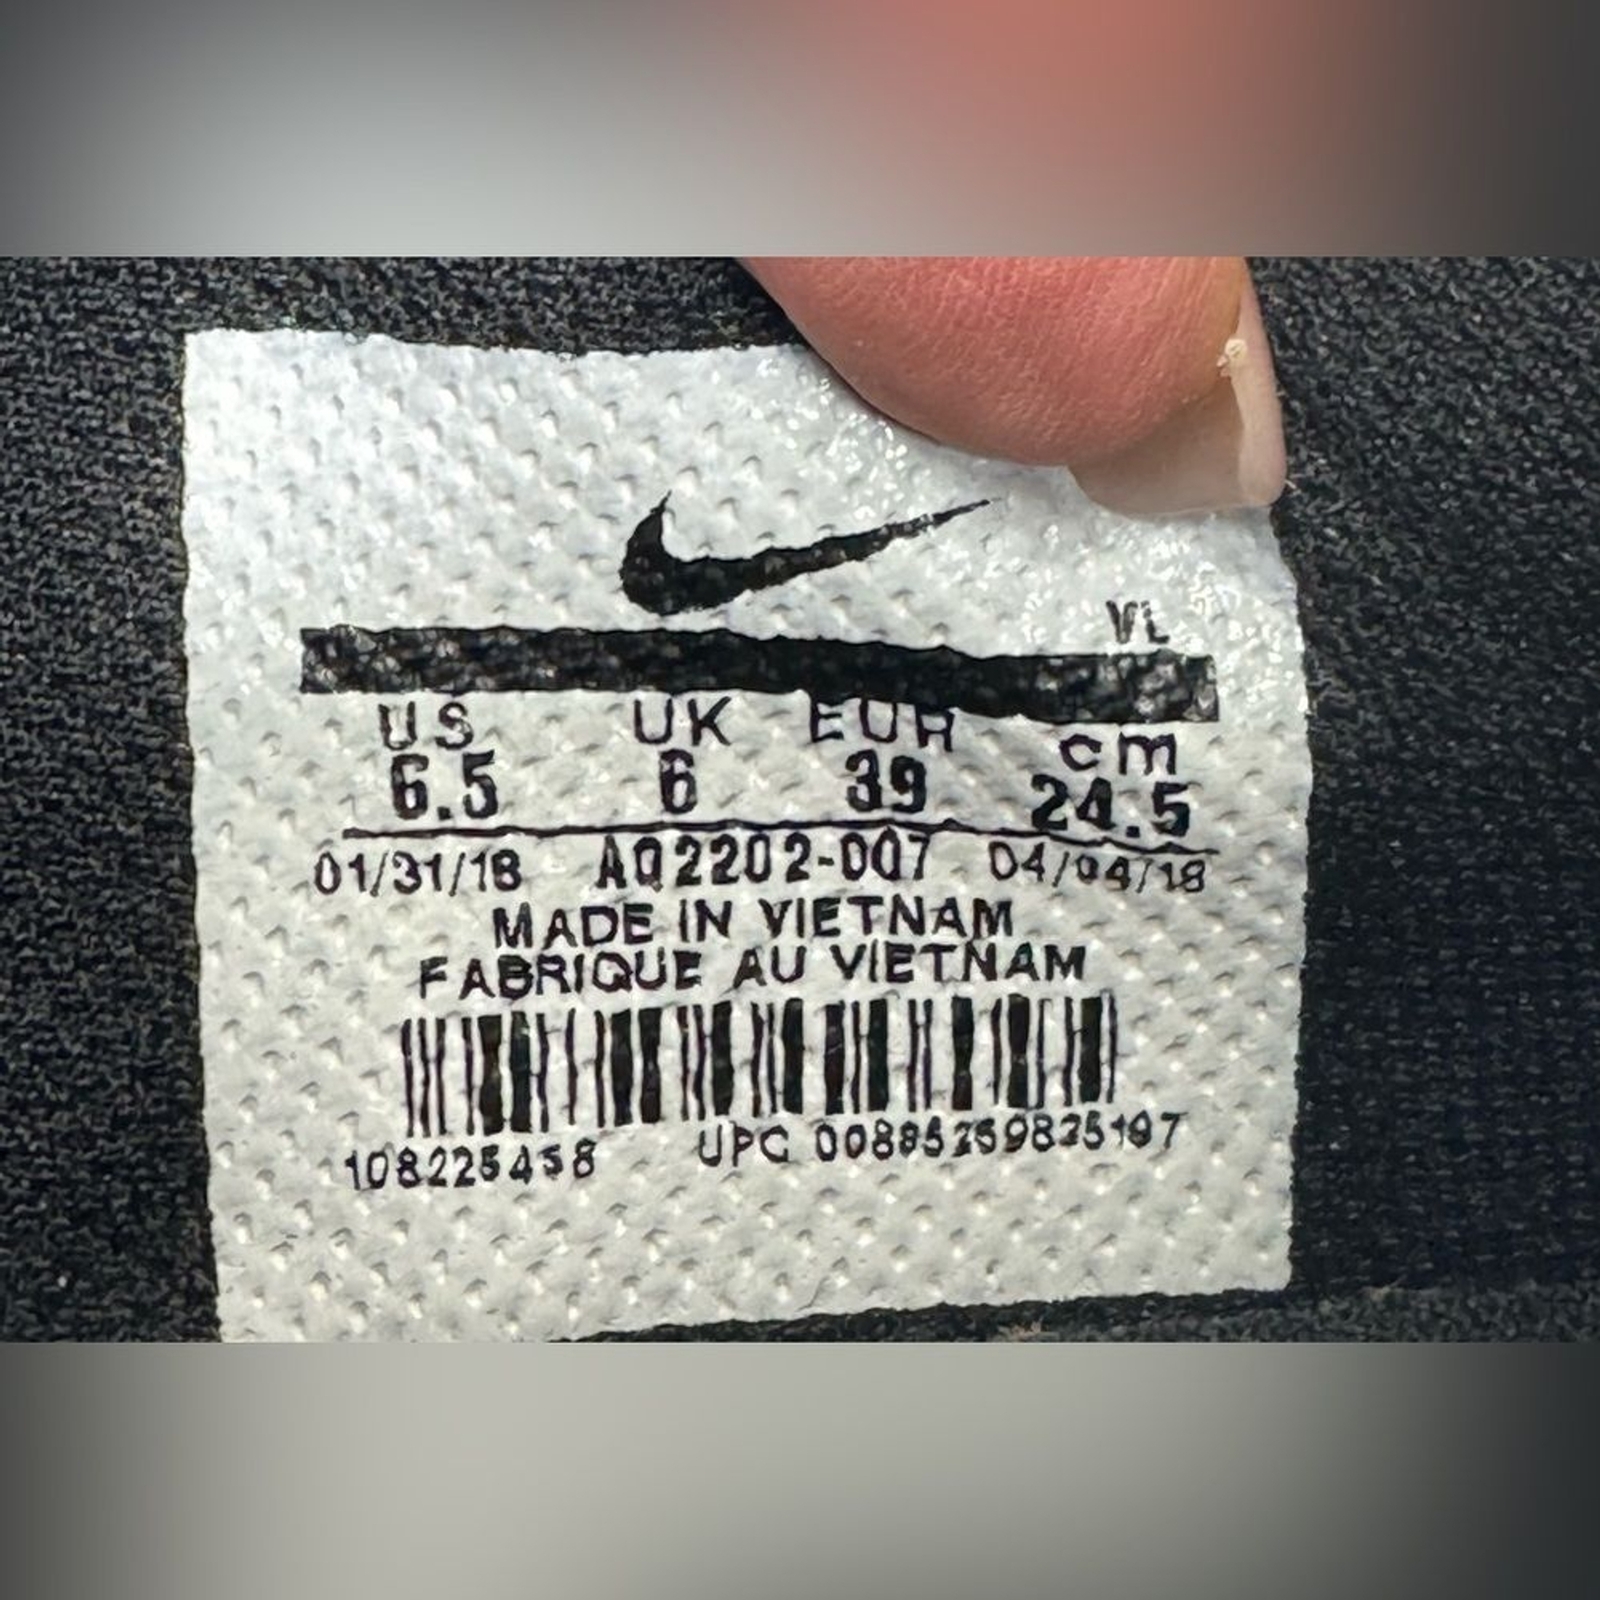 VL
US UK EUR cm
6.5 6 39 24.5
01/31/18 AQ2202-007 04/04/18
MADE IN VIETNAM
FABRIQUE AU VIETNAM
108225458 UPC 00885259825197